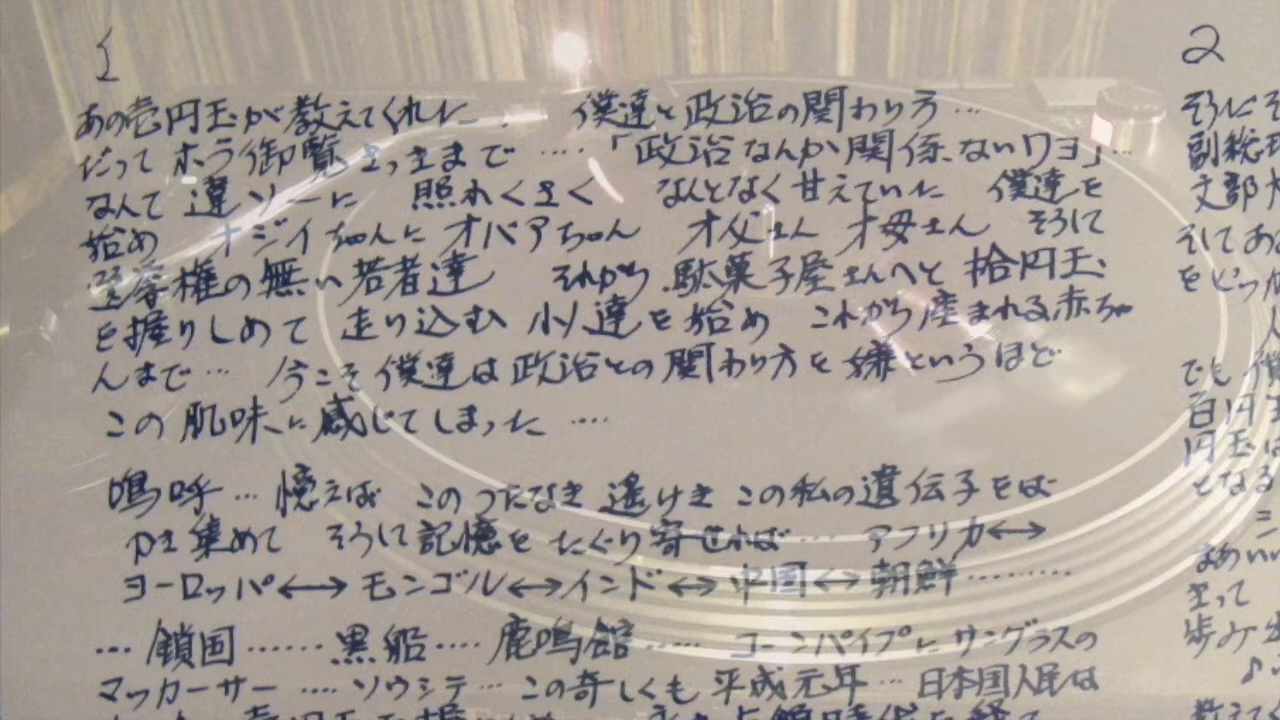 1
あの壱円玉が教えてくれた . 僕達と政治の関わり方 …
だって ホラ御覧 さっきまで ‥‥「政治なんか関係ないワヨ」…
なんて 違ソーに 照れくさく なんとなく甘えていた 僕達を
始め オジイちゃんに オバアちゃん オ父さん オ母さん そして
選挙権の無い若者達 それから 駄菓子屋さんへと 拾円玉
を握りしめて 走り込む 小人達を始め これから産まれる赤ちゃ
んまで… 今こそ僕達は政治との関わり方を 嫌というほど
この 肌味に感じてしまった ‥‥
嗚呼 … 憶えば このつたなき 遙けき この私の遺伝子をば
かき集めて そうして記憶を たぐり寄せれば … アフリカ↔
ヨーロッパ↔モンゴル↔インド↔中国↔朝鮮 ………
… 鎖国 …… 黒船 ‥‥ 鹿鳴館 …‥ コーンパイプにサングラスの
マッカーサー ‥‥ ソウシテ … この奇しくも 平成元年 … 日本国人民は
2
副総理
文部
そしてあ
をどっ
でも 僕
百円玉
円玉は
となる
まあい
至って
歩み